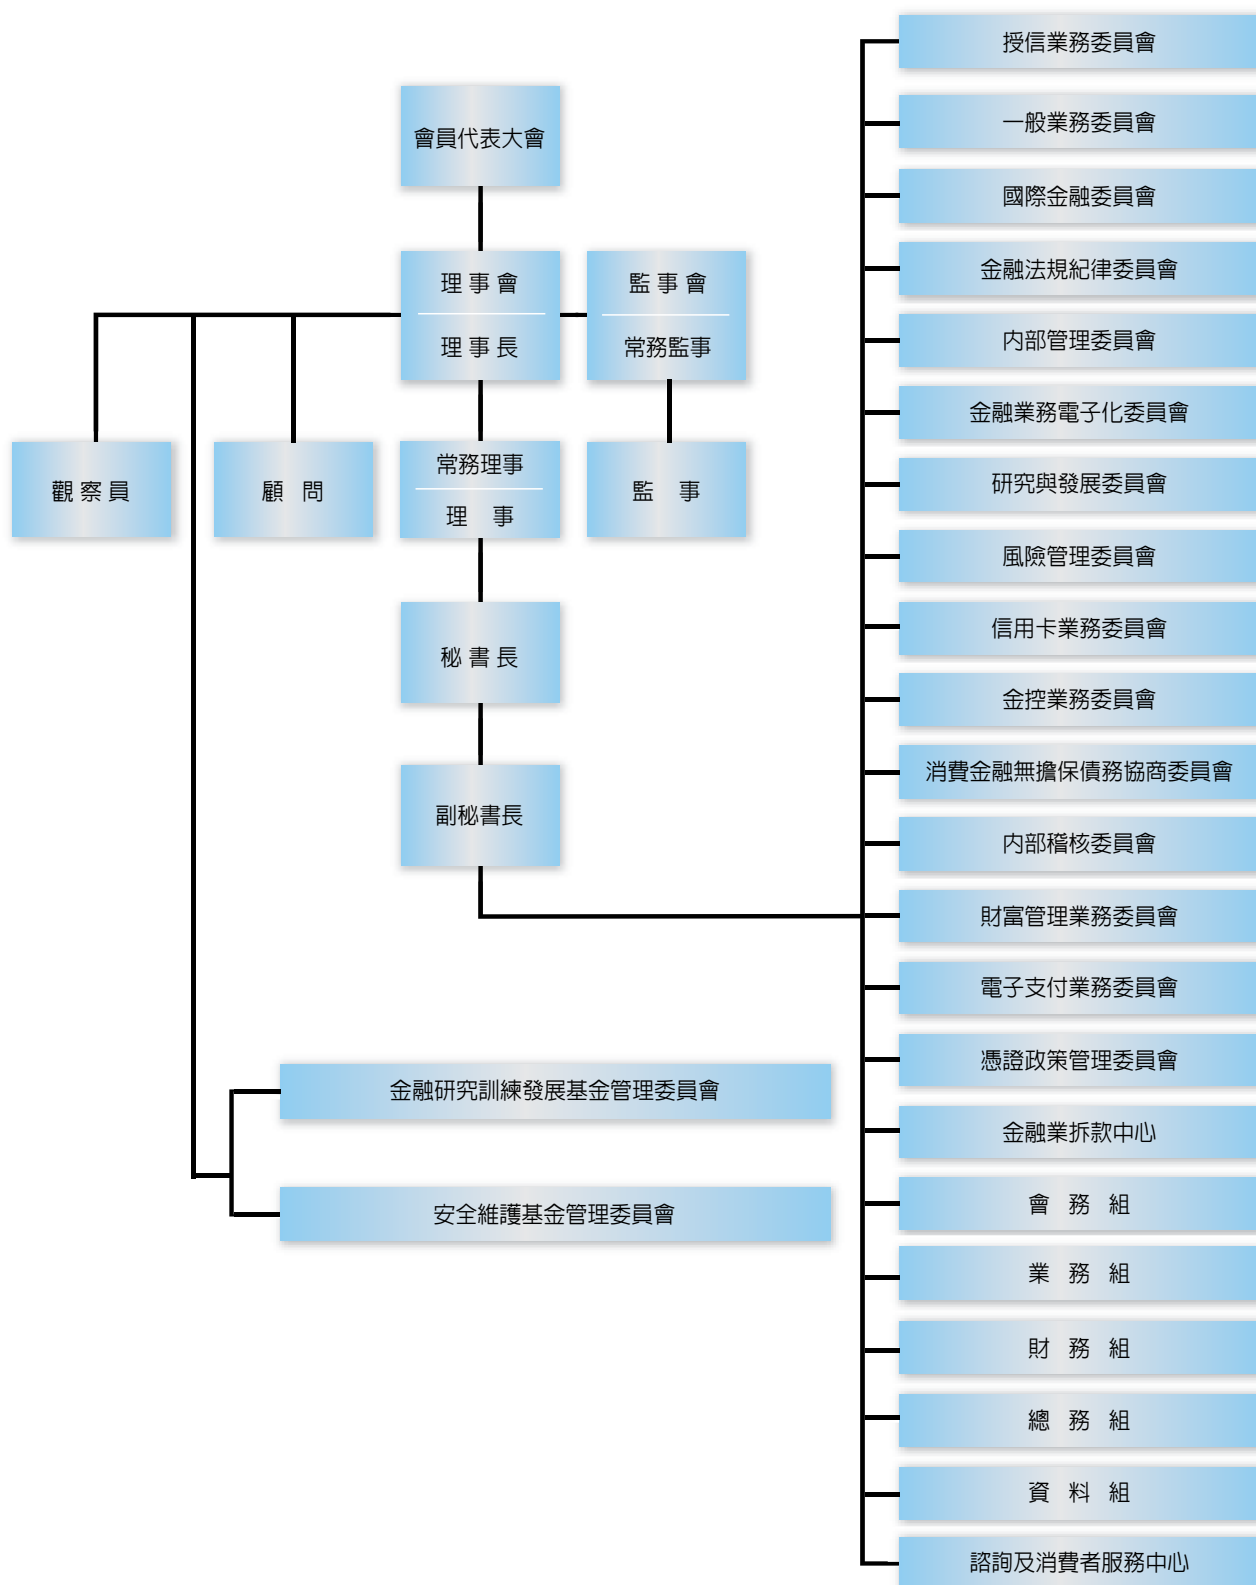 會員代表大會
理事會
理事長
監事會
常務監事
觀察員
顧問
常務理事
理事
監事
秘書長
副秘書長
金融研究訓練發展基金管理委員會
安全維護基金管理委員會
授信業務委員會
一般業務委員會
國際金融委員會
金融法規紀律委員會
內部管理委員會
金融業務電子化委員會
研究與發展委員會
風險管理委員會
信用卡業務委員會
金控業務委員會
消費金融無擔保債務協商委員會
內部稽核委員會
財富管理業務委員會
電子支付業務委員會
憑證政策管理委員會
金融業拆款中心
會務組
業務組
財務組
總務組
資料組
諮詢及消費者服務中心